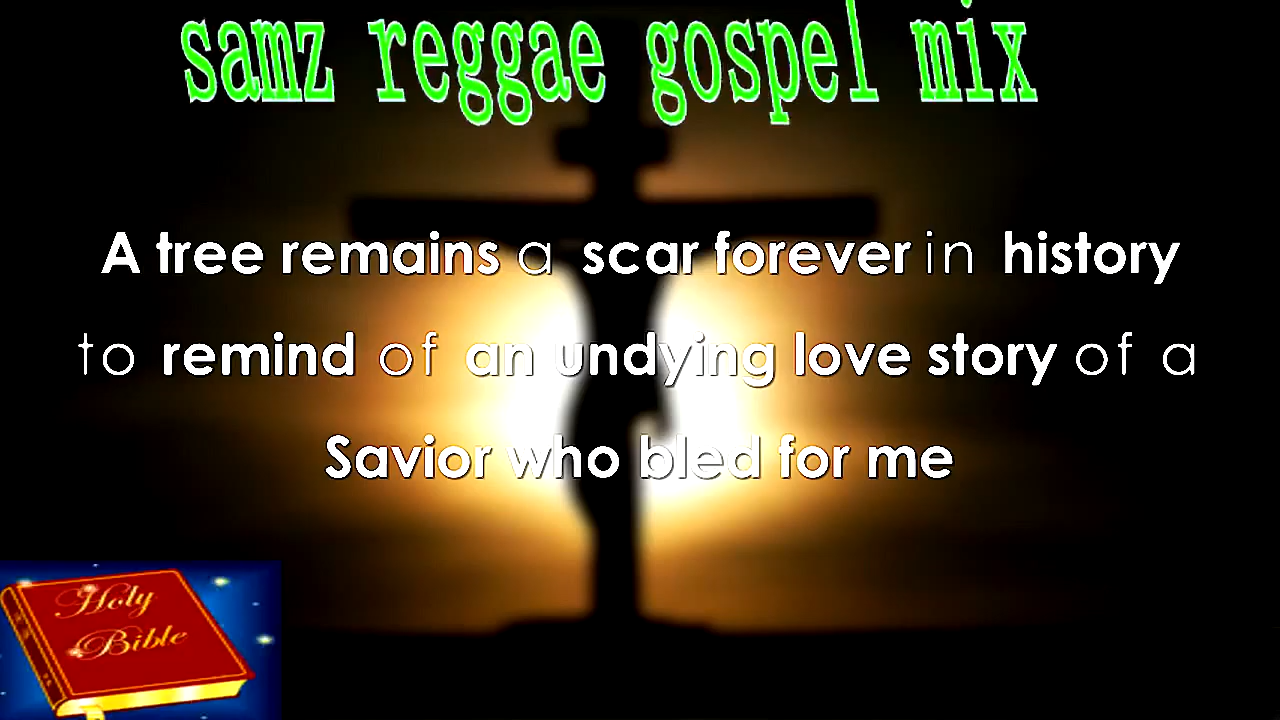 samz reggae gospel mix
A tree remains a scar forever in history
to remind of an undying love story of a
Savior who bled for me
Holy
Bible